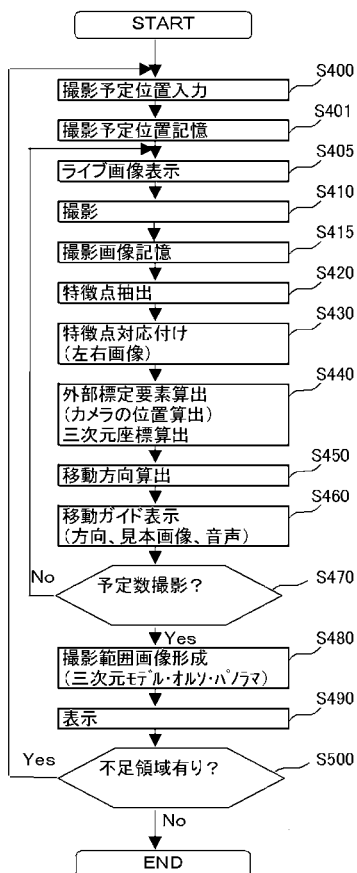 START
S400
撮影予定位置入力
S401
撮影予定位置記憶
S405
ライブ画像表示
S410
撮影
S415
撮影画像記憶
S420
特徴点抽出
S430
特徴点対応付け
(左右画像)
S440
外部標定要素算出
(カメラの位置算出)
三次元座標算出
S450
移動方向算出
S460
移動ガイド表示
(方向、見本画像、音声)
No
S470
予定数撮影？
Yes
S480
撮影範囲画像形成
(三次元ﾓﾃﾞﾙ・ｵﾙｿ・ﾊﾟﾉﾗﾏ)
S490
表示
Yes
S500
不足領域有り？
No
END